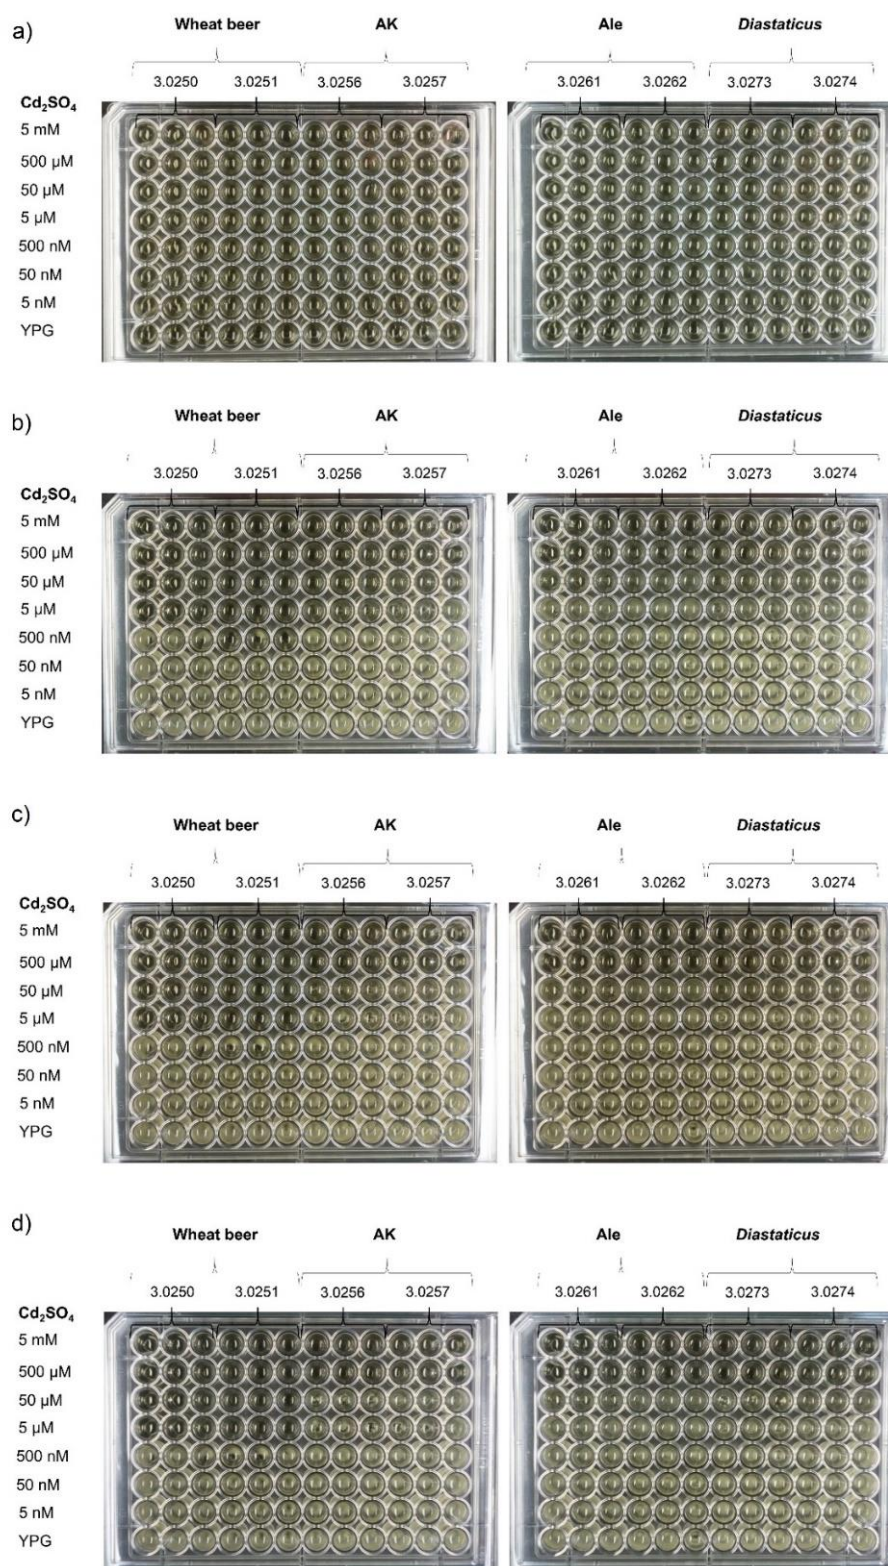 a)
Wheat beer AK Ale Diastaticus
3.0250 3.0251 3.0256 3.0257 3.0261 3.0262 3.0273 3.0274
Cd₂SO₄
5 mM
500 µM
50 µM
5 µM
500 nM
50 nM
5 nM
YPG
b)
Wheat beer AK Ale Diastaticus
3.0250 3.0251 3.0256 3.0257 3.0261 3.0262 3.0273 3.0274
Cd₂SO₄
5 mM
500 µM
50 µM
5 µM
500 nM
50 nM
5 nM
YPG
c)
Wheat beer AK Ale Diastaticus
3.0250 3.0251 3.0256 3.0257 3.0261 3.0262 3.0273 3.0274
Cd₂SO₄
5 mM
500 µM
50 µM
5 µM
500 nM
50 nM
5 nM
YPG
d)
Wheat beer AK Ale Diastaticus
3.0250 3.0251 3.0256 3.0257 3.0261 3.0262 3.0273 3.0274
Cd₂SO₄
5 mM
500 µM
50 µM
5 µM
500 nM
50 nM
5 nM
YPG